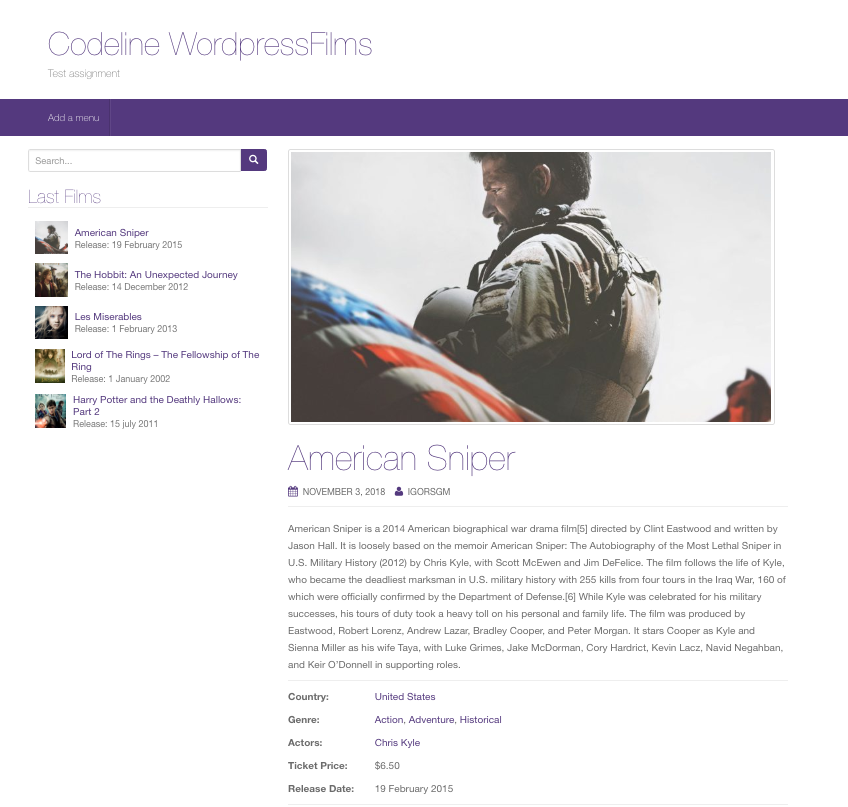 Codeline WordpressFilms
Test assignment
Add a menu
Search...
Last Films
American Sniper
Release: 19 February 2015
The Hobbit: An Unexpected Journey
Release: 14 December 2012
Les Miserables
Release: 1 February 2013
Lord of The Rings – The Fellowship of The
Ring
Release: 1 January 2002
Harry Potter and the Deathly Hallows:
Part 2
Release: 15 july 2011
American Sniper
NOVEMBER 3, 2018 IGORSGM
American Sniper is a 2014 American biographical war drama film[5] directed by Clint Eastwood and written by
Jason Hall. It is loosely based on the memoir American Sniper: The Autobiography of the Most Lethal Sniper in
U.S. Military History (2012) by Chris Kyle, with Scott McEwen and Jim DeFelice. The film follows the life of Kyle,
who became the deadliest marksman in U.S. military history with 255 kills from four tours in the Iraq War, 160 of
which were officially confirmed by the Department of Defense.[6] While Kyle was celebrated for his military
successes, his tours of duty took a heavy toll on his personal and family life. The film was produced by
Eastwood, Robert Lorenz, Andrew Lazar, Bradley Cooper, and Peter Morgan. It stars Cooper as Kyle and
Sienna Miller as his wife Taya, with Luke Grimes, Jake McDorman, Cory Hardrict, Kevin Lacz, Navid Negahban,
and Keir O'Donnell in supporting roles.
Country: United States
Genre: Action, Adventure, Historical
Actors: Chris Kyle
Ticket Price: $6.50
Release Date: 19 February 2015